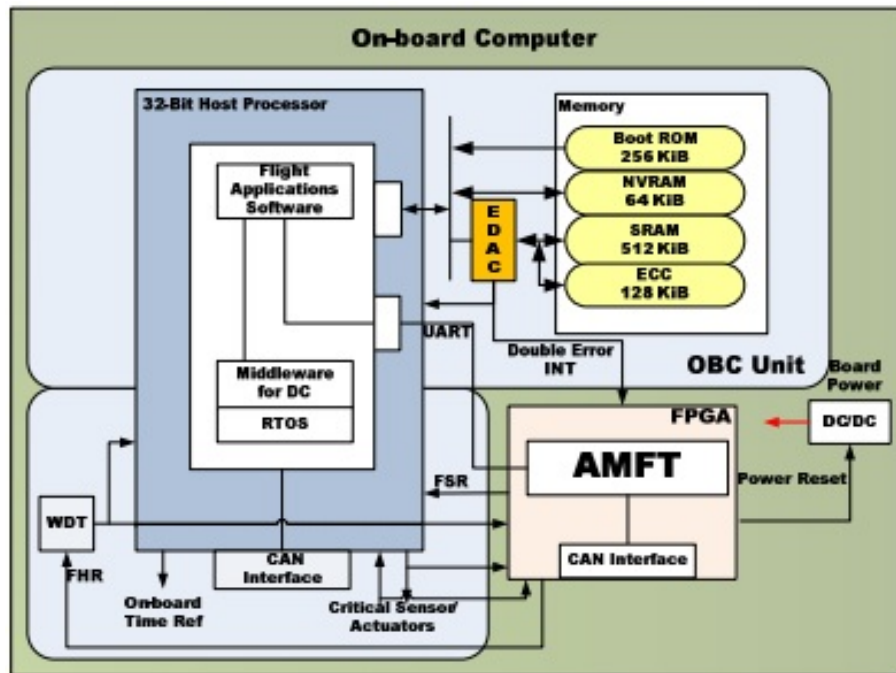 On-board Computer
32-Bit Host Processor
Memory
Boot ROM
256 KiB
Flight
Applications
Software
NVRAM
64 KiB
E
D
A
C
SRAM
512 KiB
ECC
128 KiB
UART
Double Error
INT
OBC Unit
Board
Power
Middleware
for DC
RTOS
FPGA
DC/DC
AMFT
FSR
Power Reset
WDT
FHR
CAN
Interface
CAN Interface
On-board
Time Ref
Critical Sensor/
Actuators